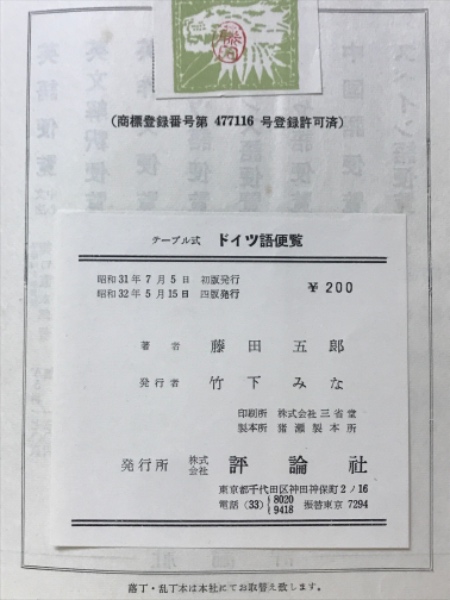 (商標登録番号第 477116 号登録許可済)
テーブル式 ドイツ語便覧
昭和31年7月5日 初版発行
昭和32年5月15日 四版発行
¥200
著者 藤田五郎
発行者 竹下みな
印刷所 株式会社 三省堂
製本所 猪瀬製本所
発行所 株式会社 評論社
東京都千代田区神田神保町2ノ16
電話 (33) {8020 9418 振替東京 7294
落丁・乱丁本は本社にてお取替え致します。